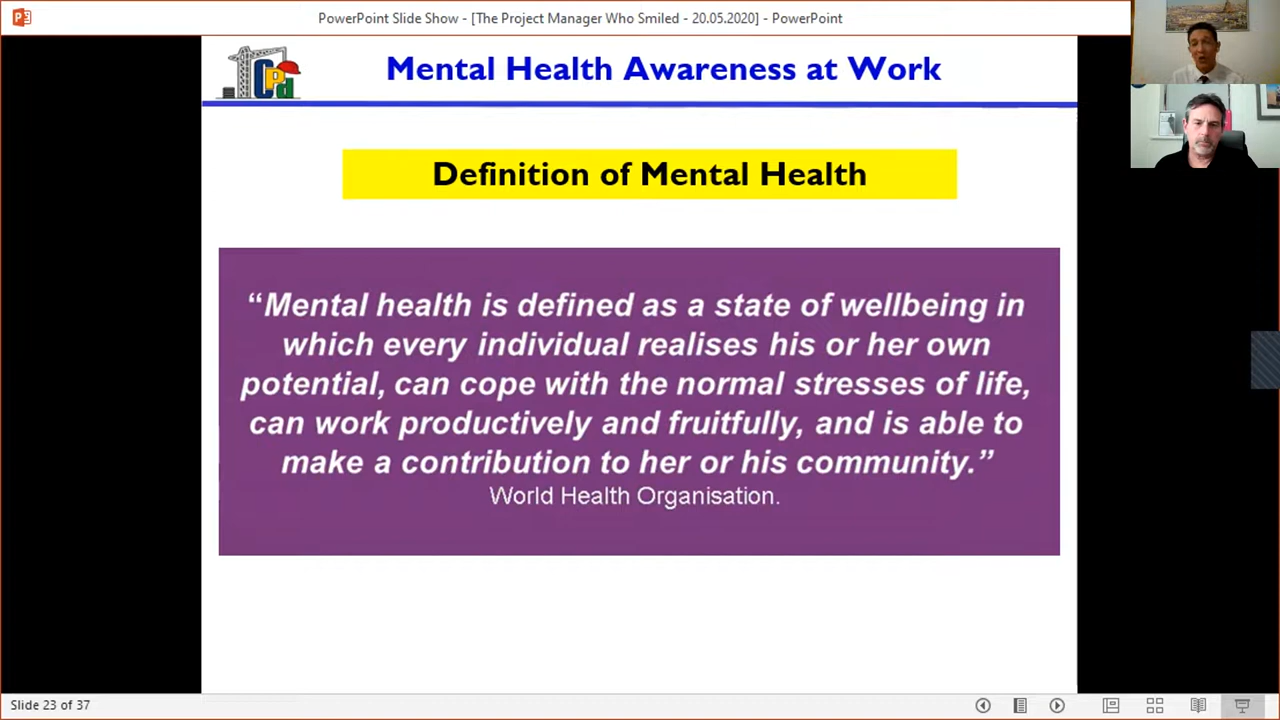 PowerPoint Slide Show - [The Project Manager Who Smiled - 20.05.2020] - PowerPoint
CPd
Mental Health Awareness at Work
Definition of Mental Health
“Mental health is defined as a state of wellbeing in
which every individual realises his or her own
potential, can cope with the normal stresses of life,
can work productively and fruitfully, and is able to
make a contribution to her or his community.”
World Health Organisation.
Slide 23 of 37